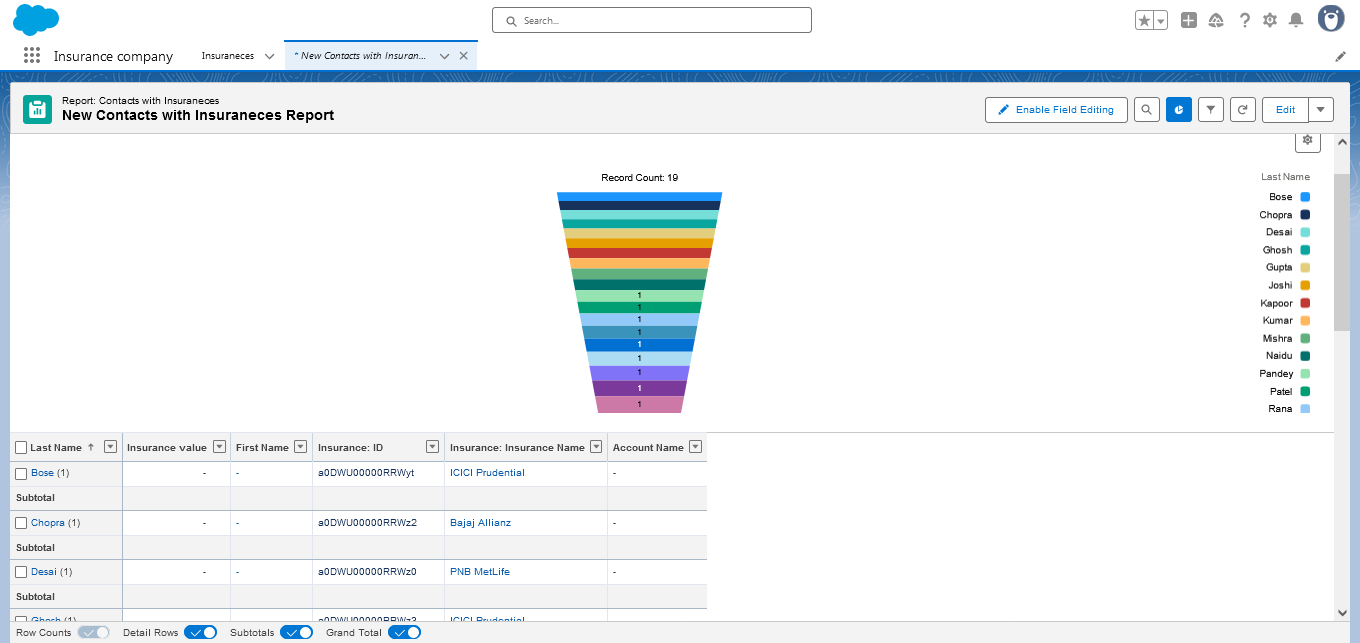 Search...
Insurance company
Insuraneces
* New Contacts with Insuran...
Report: Contacts with Insuraneces
New Contacts with Insuraneces Report
Enable Field Editing
Edit
Record Count: 19
1
1
1
1
1
1
1
1
1
Last Name
Bose
Chopra
Desai
Ghosh
Gupta
Joshi
Kapoor
Kumar
Mishra
Naidu
Pandey
Patel
Rana
Last Name ↑ Insurance value First Name Insurance: ID Insurance: Insurance Name Account Name
Bose (1) - - a0DWU00000RRWyt ICICI Prudential -
Subtotal
Chopra (1) - - a0DWU00000RRWz2 Bajaj Allianz -
Subtotal
Desai (1) - - a0DWU00000RRWz0 PNB MetLife -
Subtotal
Ghosh (1) - - a0DWU00000RRWz3 ICICI Prudential -
Row Counts Detail Rows Subtotals Grand Total